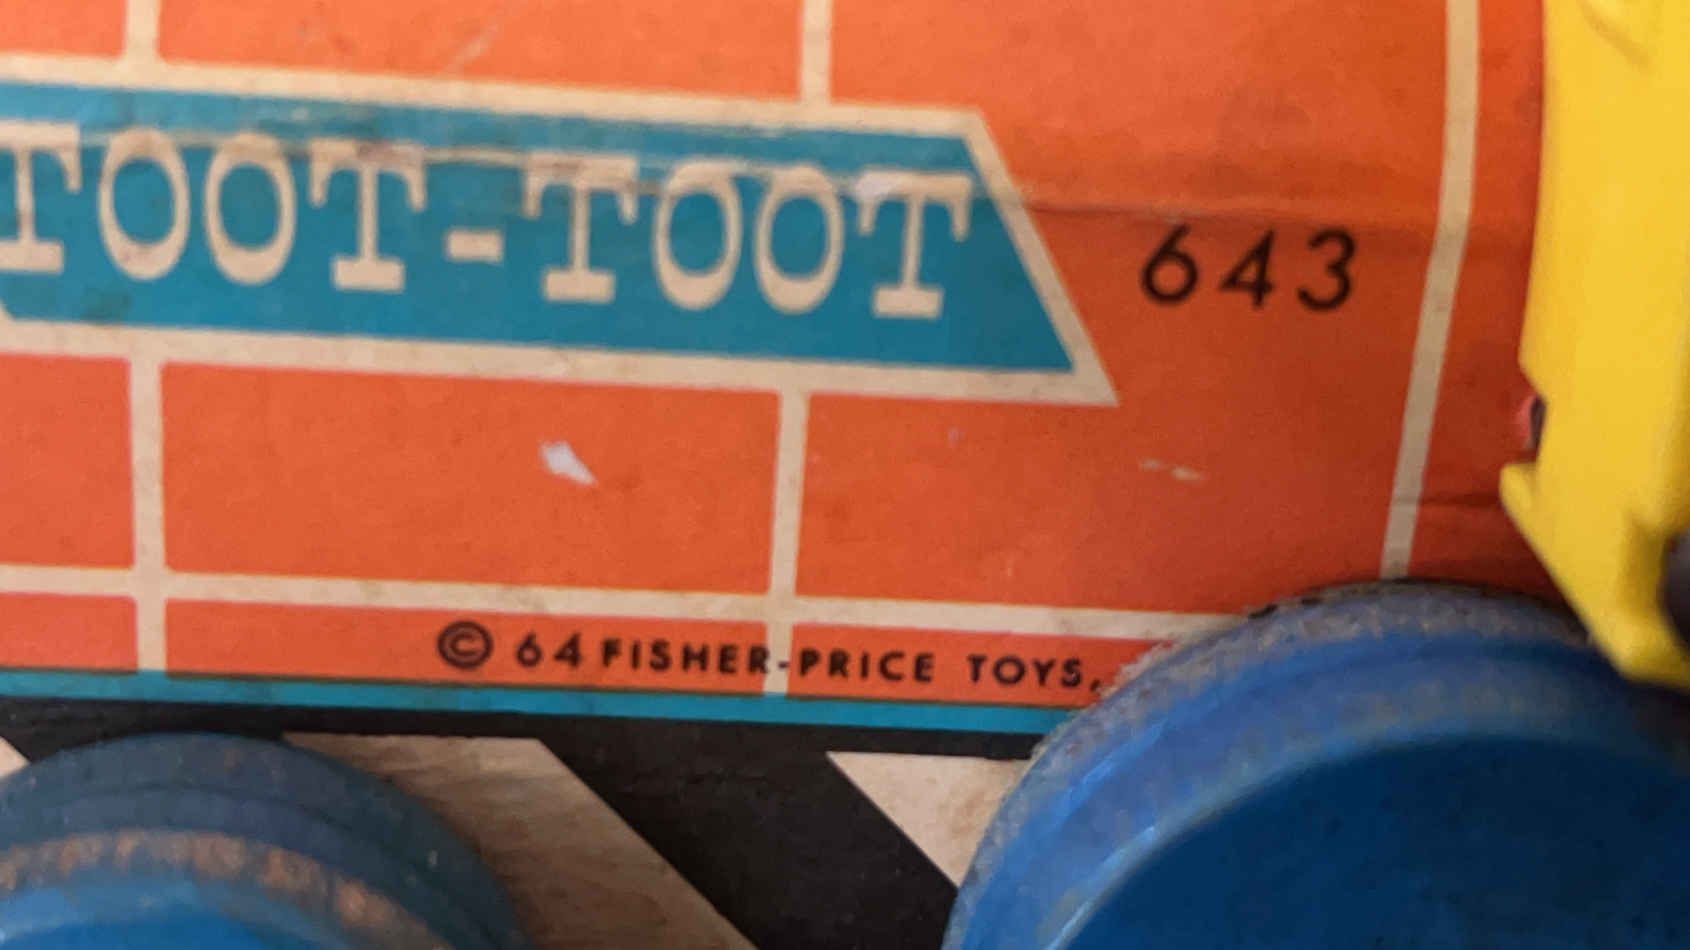 TOOT-TOOT
643
© 64 FISHER-PRICE TOYS,